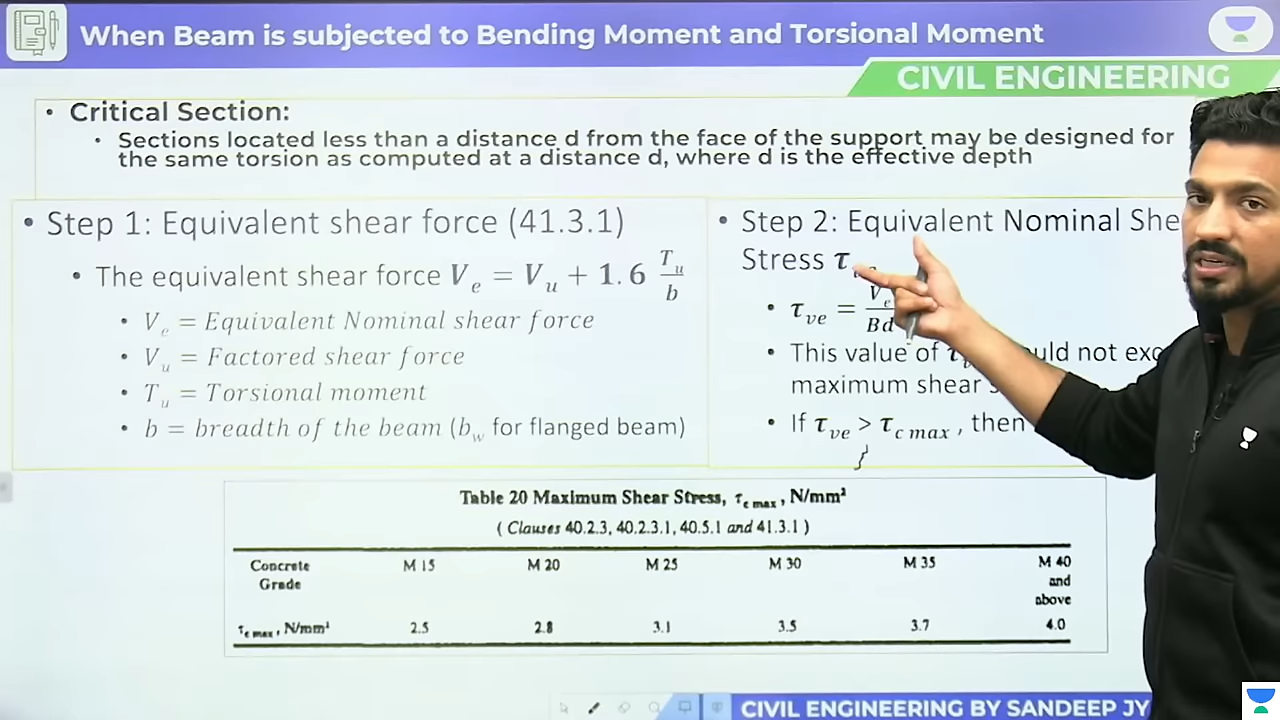 When Beam is subjected to Bending Moment and Torsional Moment
CIVIL ENGINEERING
• Critical Section:
• Sections located less than a distance d from the face of the support may be designed for
the same torsion as computed at a distance d, where d is the effective depth
• Step 1: Equivalent shear force (41.3.1)
• The equivalent shear force V_e = V_u + 1.6 T_u/b
• V_e = Equivalent Nominal shear force
• V_u = Factored shear force
• T_u = Torsional moment
• b = breadth of the beam (b_w for flanged beam)
• Step 2: Equivalent Nominal She
Stress τ
• τ_ve = V_e/Bd
• This value of τ uld not exc
maximum shear s
• If τ_ve > τ_c max , then
Table 20 Maximum Shear Stress, τ_c max , N/mm²
( Clauses 40.2.3, 40.2.3.1, 40.5.1 and 41.3.1 )
Concrete Grade M 15 M 20 M 25 M 30 M 35 M 40 and above
τ_c max , N/mm² 2.5 2.8 3.1 3.5 3.7 4.0
CIVIL ENGINEERING BY SANDEEP JY